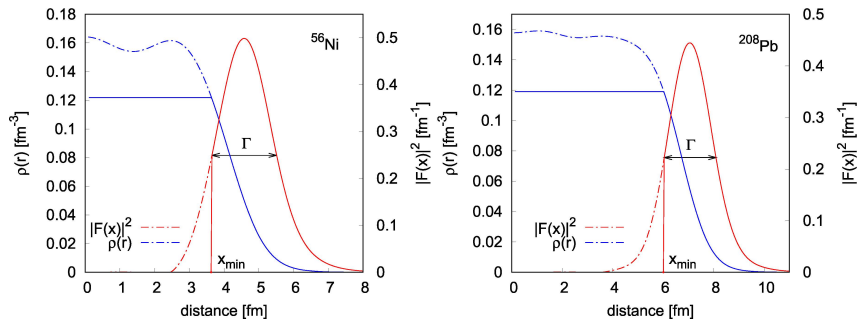 ⁵⁶Ni
ρ(r) [fm⁻³]
0.18
0.16
0.14
0.12
0.1
0.08
0.06
0.04
0.02
0
0.5
0.4
0.3
0.2
0.1
0
|F(x)|² [fm⁻¹]
Γ
|F(x)|²
ρ(r)
xₘᵢₙ
0 1 2 3 4 5 6 7 8
distance [fm]
²⁰⁸Pb
ρ(r) [fm⁻³]
0.16
0.14
0.12
0.1
0.08
0.06
0.04
0.02
0
0.5
0.4
0.3
0.2
0.1
0
|F(x)|² [fm⁻¹]
Γ
|F(x)|²
ρ(r)
xₘᵢₙ
0 2 4 6 8 10
distance [fm]